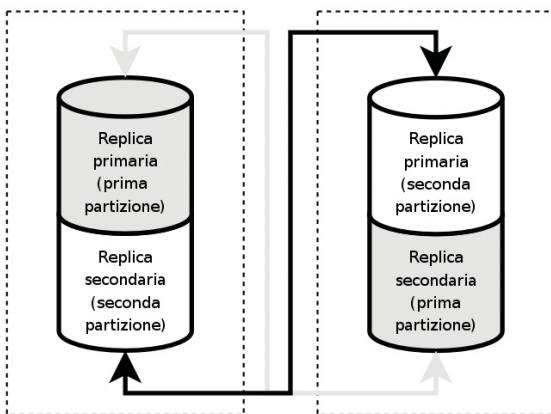 Replica
primaria
(prima
partizione)
Replica
secondaria
(seconda
partizione)
Replica
primaria
(seconda
partizione)
Replica
secondaria
(prima
partizione)